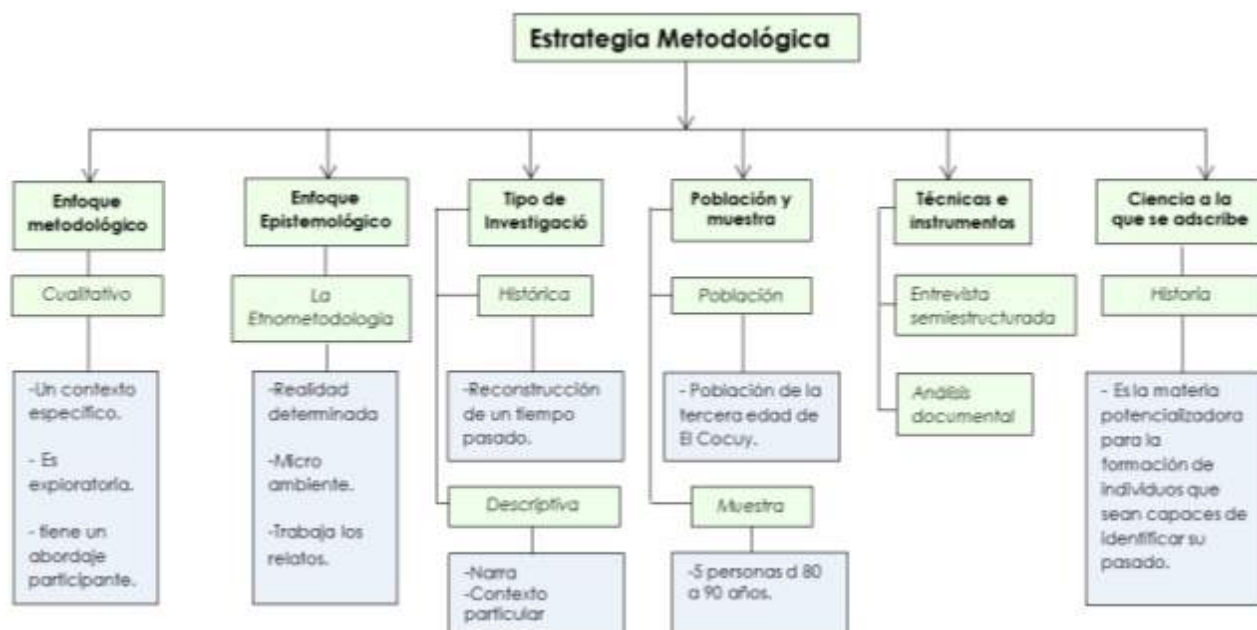 Estrategia Metodológica
Enfoque
metodológico
Cualitativo
-Un contexto
específico.
- Es
exploratoria.
- tiene un
abordaje
participante.
Enfoque
Epistemológico
La
Etnometodología
-Realidad
determinada
-Micro
ambiente.
-Trabaja los
relatos.
Tipo de
Investigació
Histórica
-Reconstrucción
de un tiempo
pasado.
Descriptiva
-Narra
-Contexto
particular
Población y
muestra
Población
- Población de la
tercera edad de
El Cocuy.
Muestra
-5 personas d 80
a 90 años.
Técnicas e
instrumentos
Entrevista
semiestructurada
Análisis
documental
Ciencia a la
que se adscribe
Historia
- Es la materia
potencializadora
para la
formación de
individuos que
sean capaces de
identificar su
pasado.